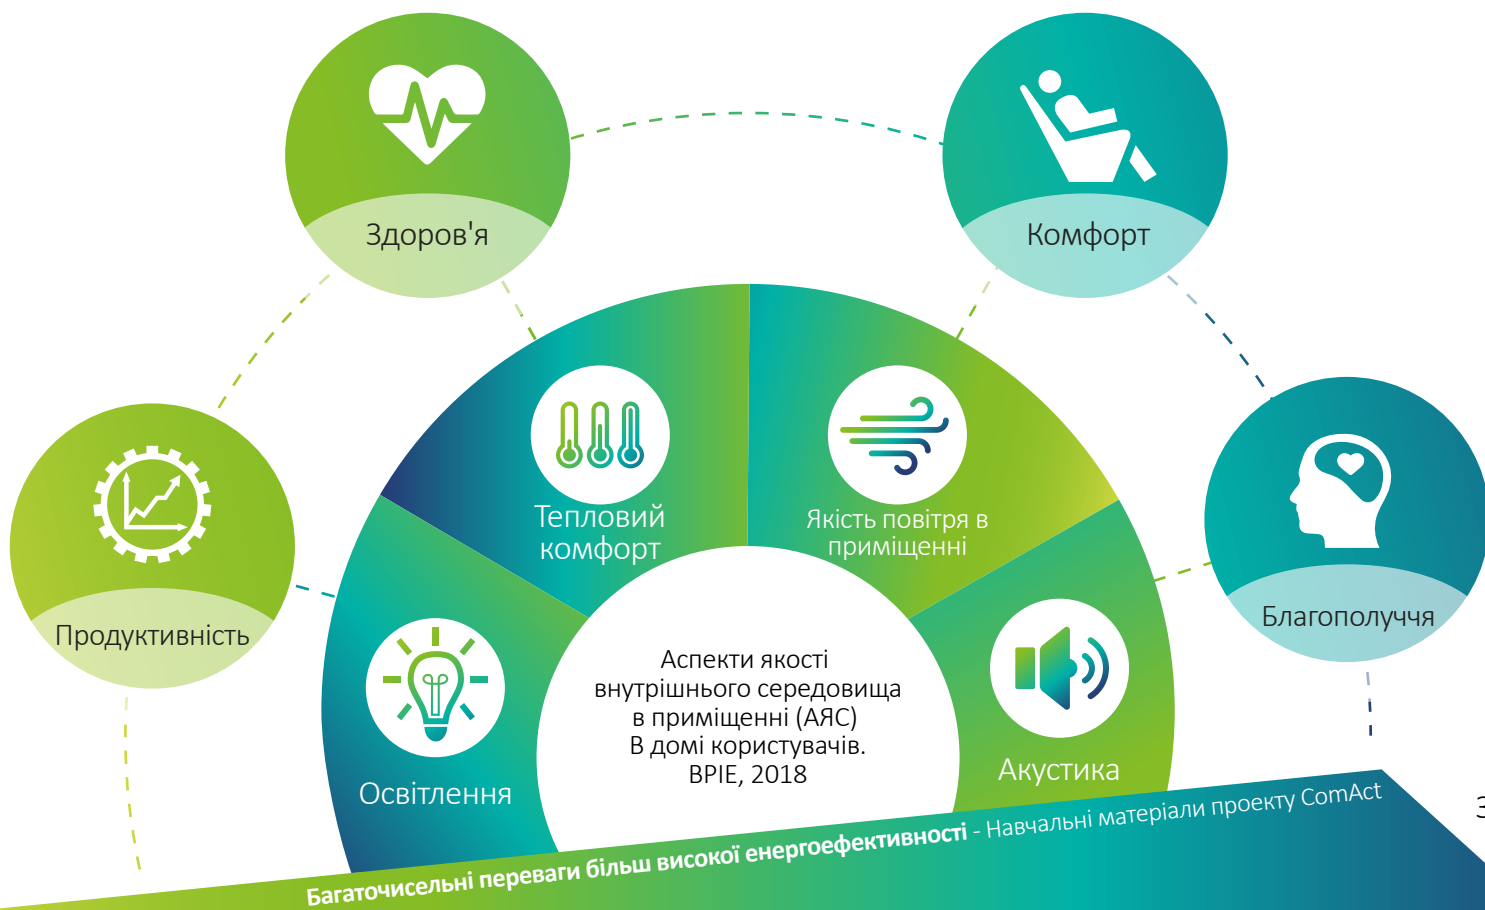 Здоров'я
Комфорт
Продуктивність
Благополуччя
Тепловий
комфорт
Якість повітря в
приміщенні
Освітлення
Акустика
Аспекти якості
внутрішнього середовища
в приміщенні (АЯС)
В домі користувачів.
BPIE, 2018
Багаточисельні переваги більш високої енергоефективності - Навчальні матеріали проекту ComAct